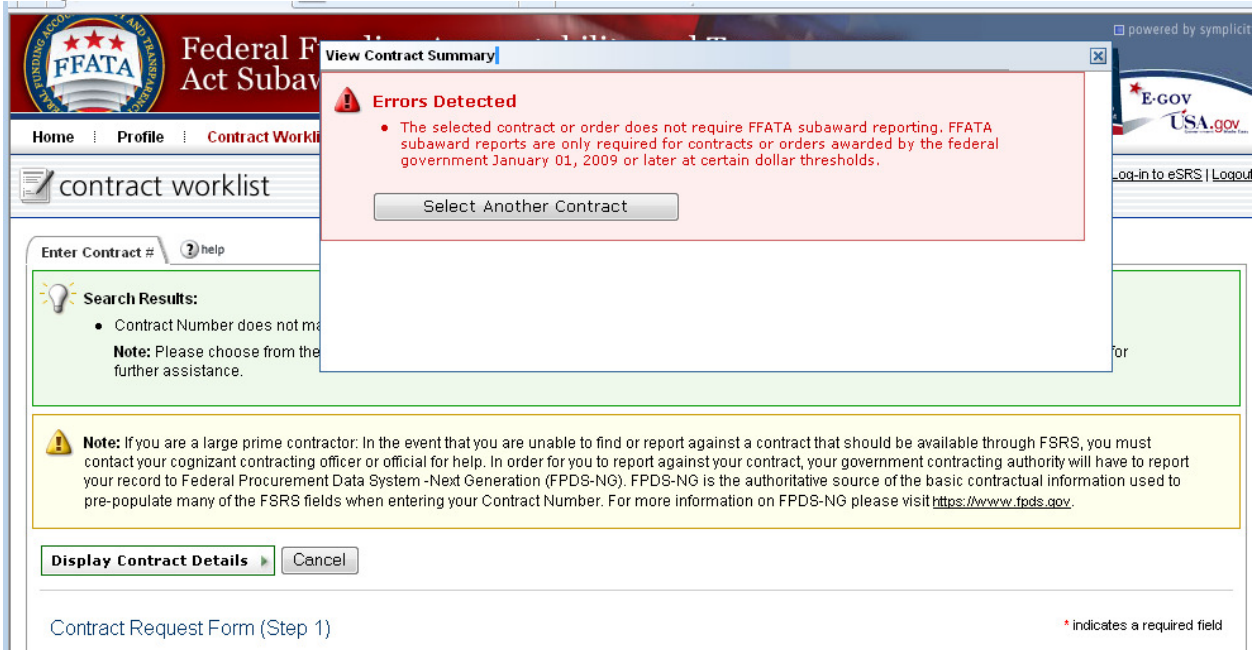 powered by symplicit
FEDERAL FUNDING ACCOUNTABILITY AND TRANSPARENCY
FFATA
Federal F
Act Subaw
E-GOV
USA.gov
View Contract Summary
Errors Detected
• The selected contract or order does not require FFATA subaward reporting. FFATA
subaward reports are only required for contracts or orders awarded by the federal
government January 01, 2009 or later at certain dollar thresholds.
Select Another Contract
Home Profile Contract Workli
contract worklist
Log-in to eSRS | Logout
Enter Contract # ? help
Search Results:
• Contract Number does not ma
Note: Please choose from the for
further assistance.
Note: If you are a large prime contractor: In the event that you are unable to find or report against a contract that should be available through FSRS, you must
contact your cognizant contracting officer or official for help. In order for you to report against your contract, your government contracting authority will have to report
your record to Federal Procurement Data System -Next Generation (FPDS-NG). FPDS-NG is the authoritative source of the basic contractual information used to
pre-populate many of the FSRS fields when entering your Contract Number. For more information on FPDS-NG please visit https://www.fpds.gov.
Display Contract Details Cancel
Contract Request Form (Step 1)
* indicates a required field